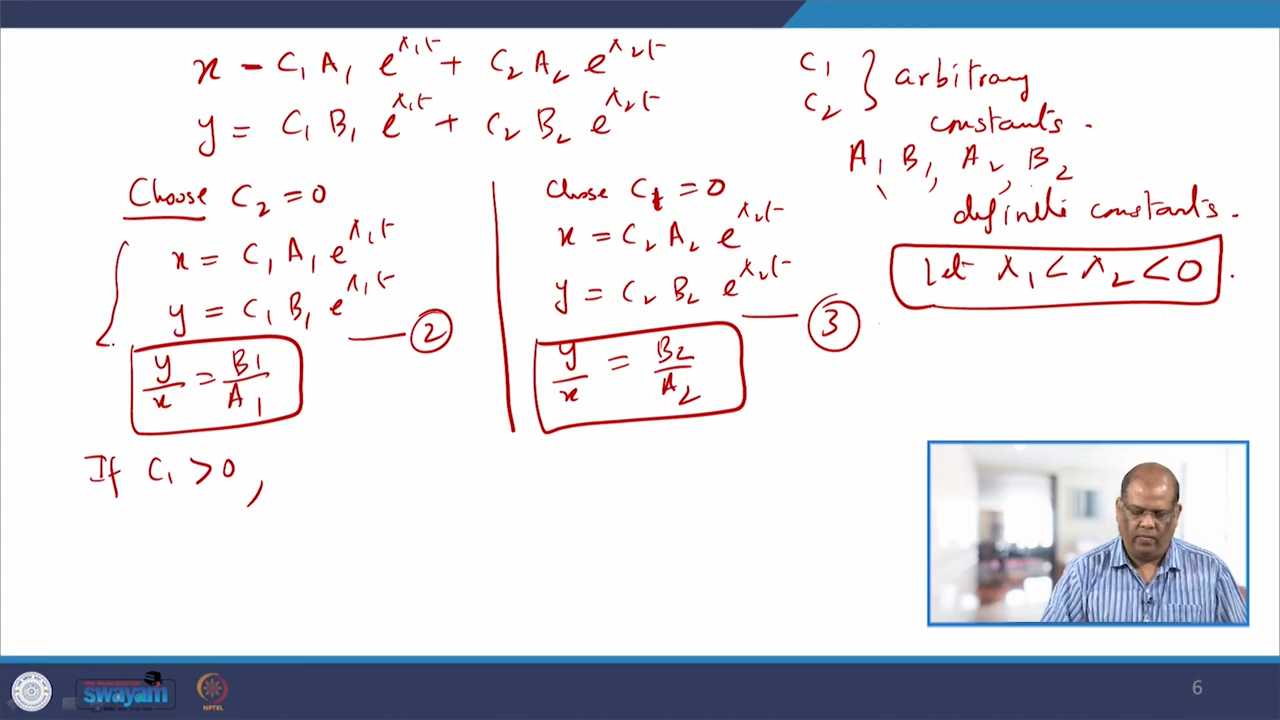 x = C₁ A₁ e^{λ₁t} + C₂ A₂ e^{λ₂t}
y = C₁ B₁ e^{λ₁t} + C₂ B₂ e^{λ₂t}
C₁
C₂ } arbitrary
constants.
A₁, B₁, A₂, B₂
definite constants.
Let λ₁ < λ₂ < 0.
Choose C₂ = 0
x = C₁ A₁ e^{λ₁t}
y = C₁ B₁ e^{λ₁t} — ②
y/x = B₁/A₁
Choose C₁ = 0
x = C₂ A₂ e^{λ₂t}
y = C₂ B₂ e^{λ₂t} — ③
y/x = B₂/A₂
If C₁ > 0,
swayam
NPTEL
6